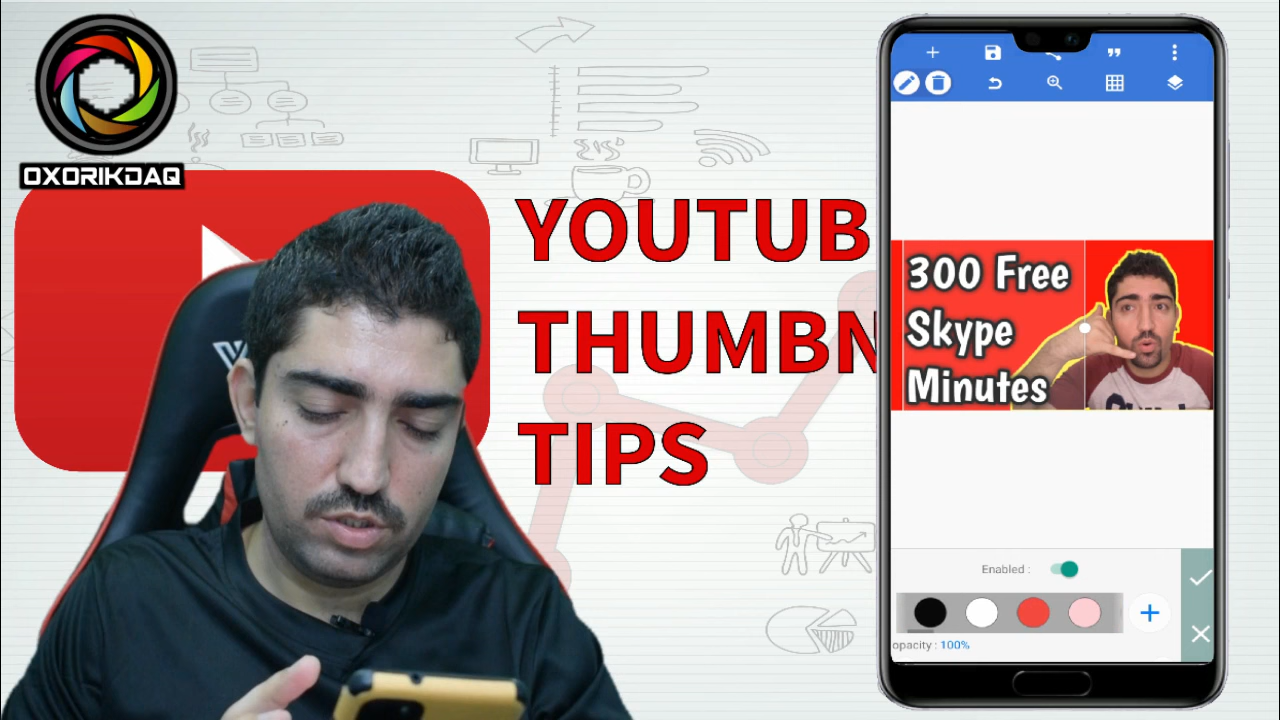 OXORIKDAQ
YOUTUB
THUMBN
TIPS
300 Free
Skype
Minutes
Enabled :
opacity : 100%